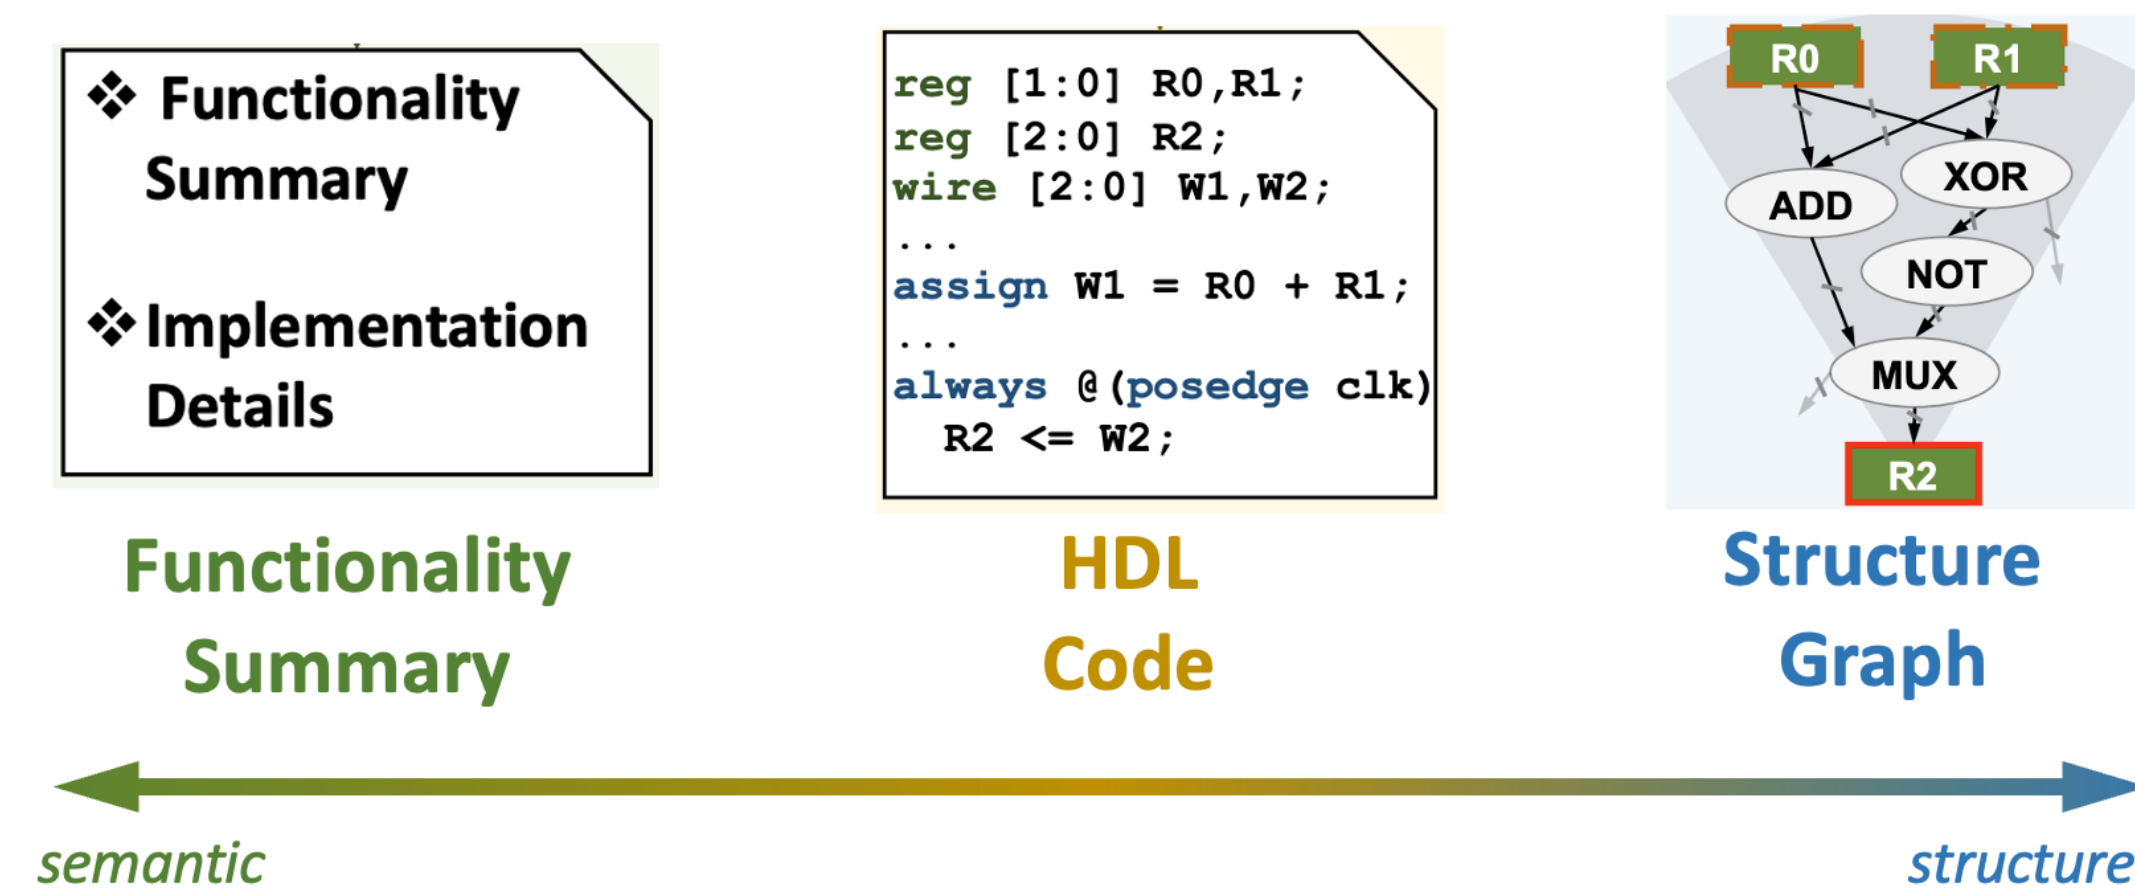 ❖ Functionality
Summary
❖ Implementation
Details
Functionality
Summary
reg [1:0] R0,R1;
reg [2:0] R2;
wire [2:0] W1,W2;
...
assign W1 = R0 + R1;
...
always @(posedge clk)
R2 <= W2;
HDL
Code
R0 R1
XOR
ADD
NOT
MUX
R2
Structure
Graph
semantic
structure